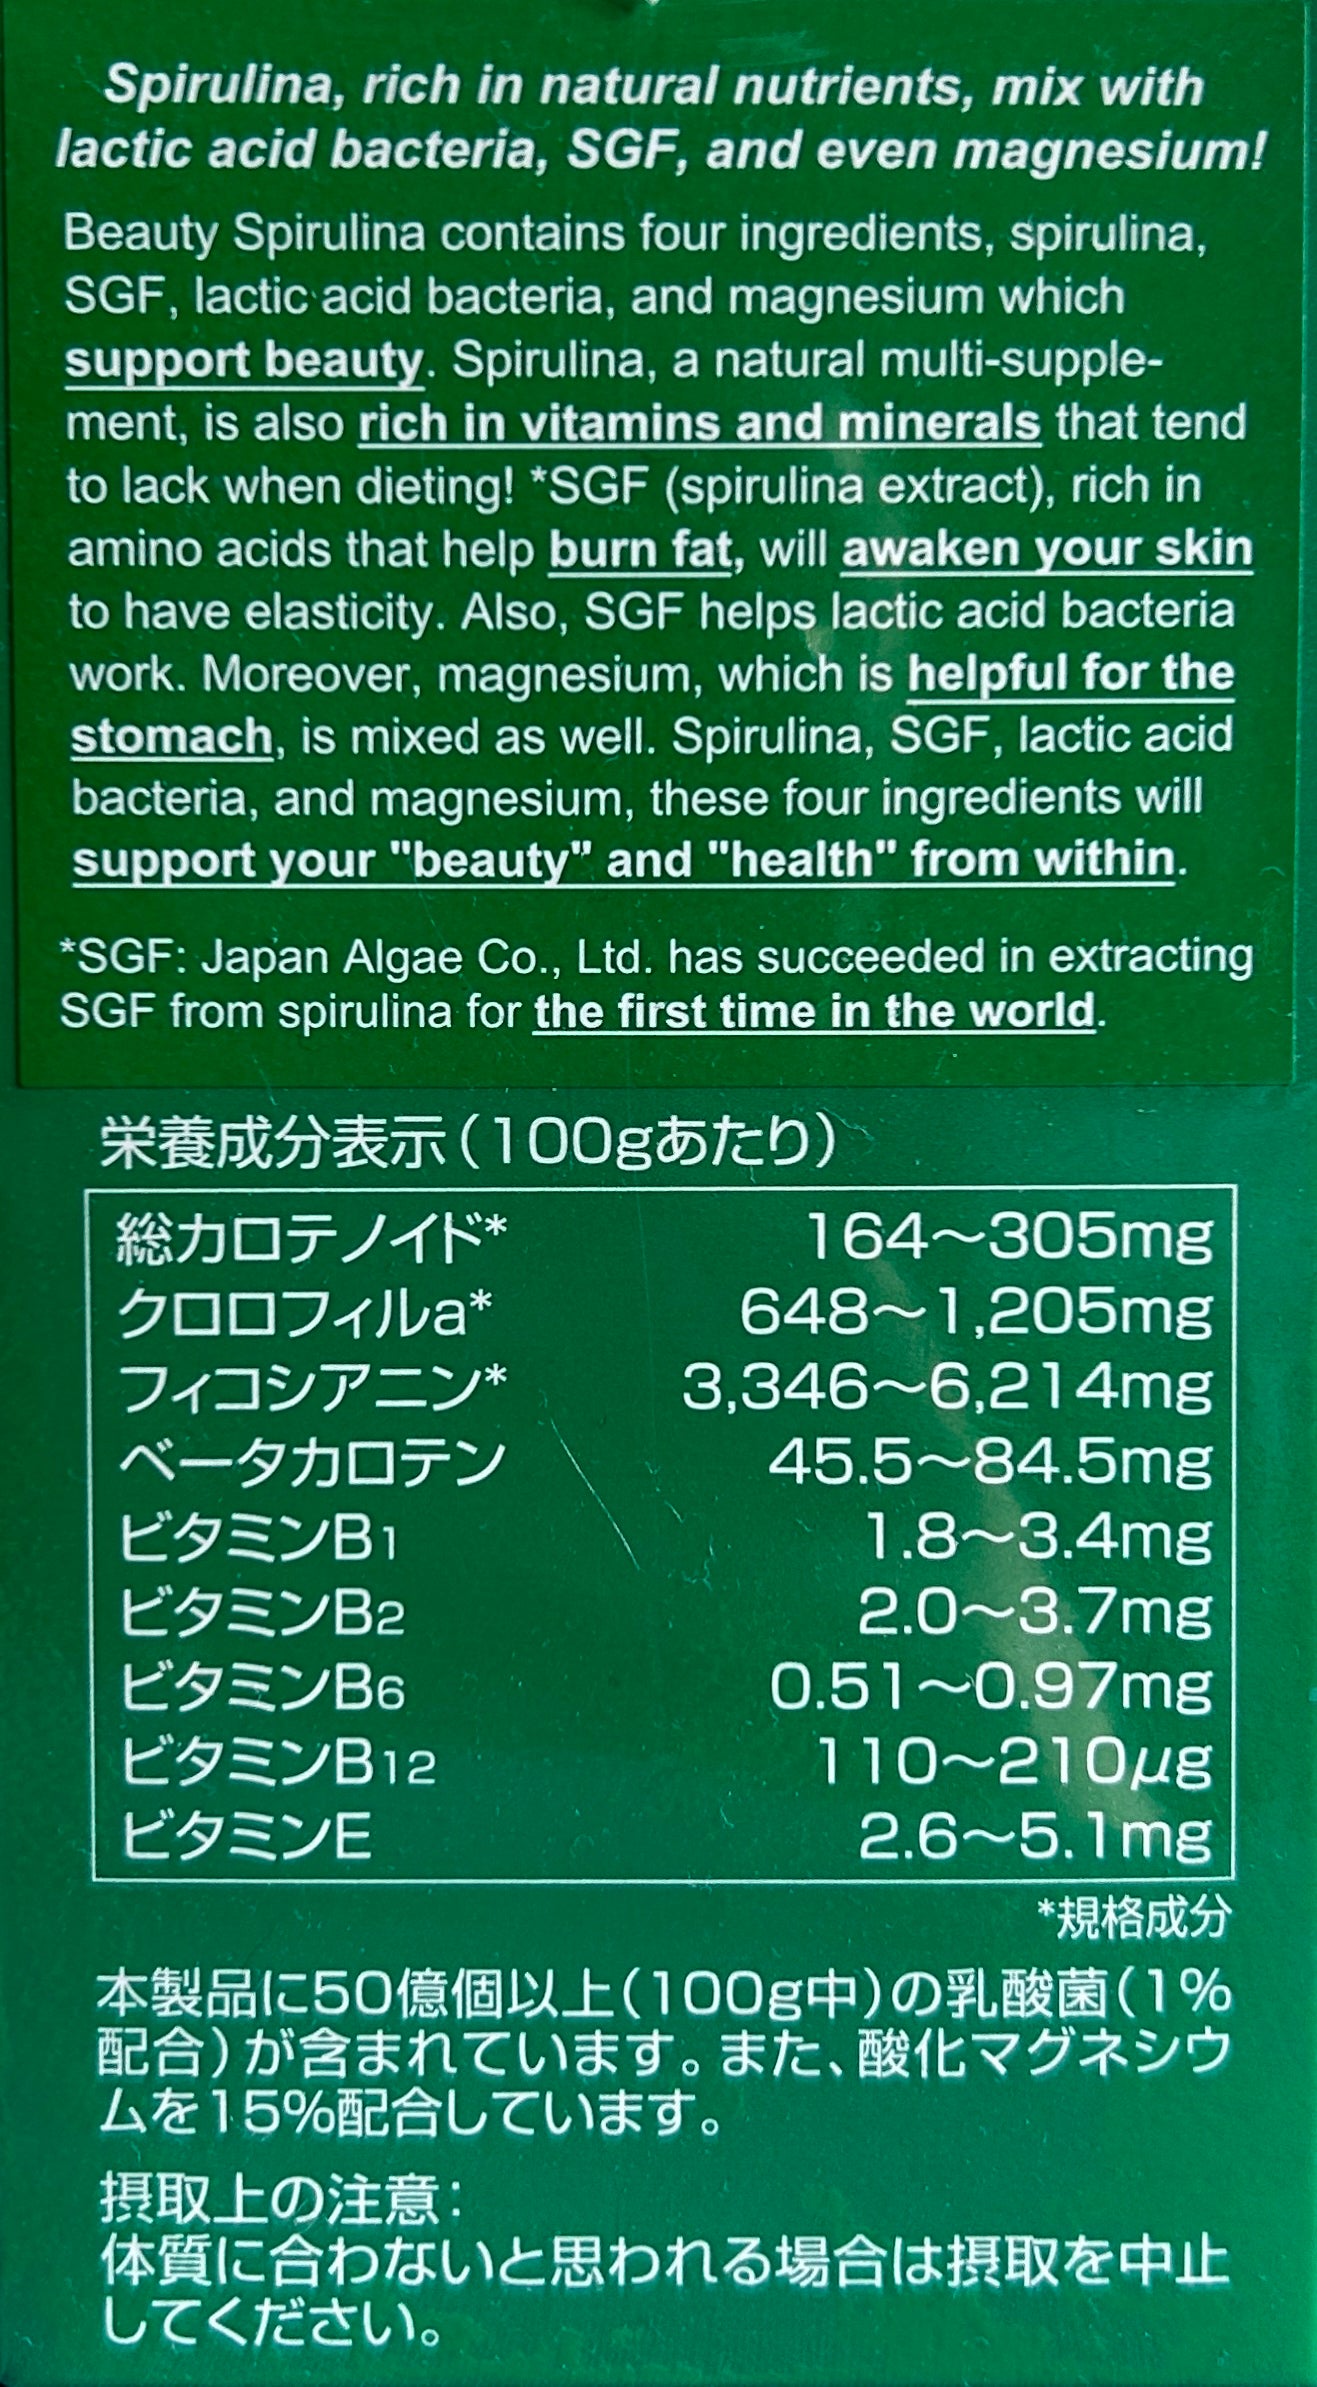 Spirulina, rich in natural nutrients, mix with
lactic acid bacteria, SGF, and even magnesium!
Beauty Spirulina contains four ingredients, spirulina,
SGF, lactic acid bacteria, and magnesium which
support beauty. Spirulina, a natural multi-supple-
ment, is also rich in vitamins and minerals that tend
to lack when dieting! *SGF (spirulina extract), rich in
amino acids that help burn fat, will awaken your skin
to have elasticity. Also, SGF helps lactic acid bacteria
work. Moreover, magnesium, which is helpful for the
stomach, is mixed as well. Spirulina, SGF, lactic acid
bacteria, and magnesium, these four ingredients will
support your "beauty" and "health" from within.
*SGF: Japan Algae Co., Ltd. has succeeded in extracting
SGF from spirulina for the first time in the world.
栄養成分表示(100gあたり)
総カロテノイド* 164～305mg
クロロフィルa* 648～1,205mg
フィコシアニン* 3,346～6,214mg
ベータカロテン 45.5～84.5mg
ビタミンB1 1.8～3.4mg
ビタミンB2 2.0～3.7mg
ビタミンB6 0.51～0.97mg
ビタミンB12 110～210μg
ビタミンE 2.6～5.1mg
*規格成分
本製品に50億個以上(100g中)の乳酸菌(1%
配合)が含まれています。また、酸化マグネシウ
ムを15%配合しています。
摂取上の注意:
体質に合わないと思われる場合は摂取を中止
してください。